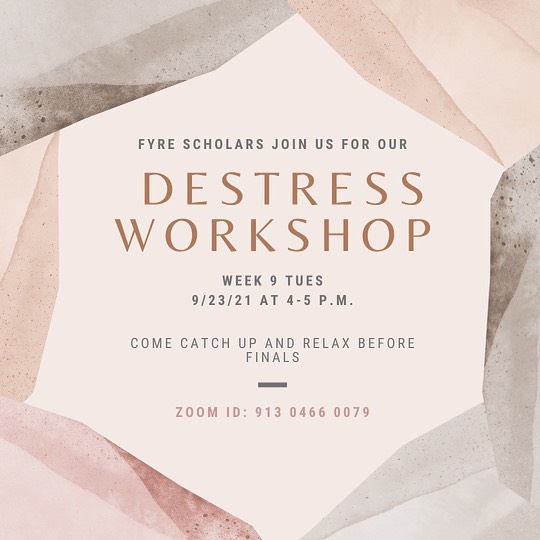 FYRE SCHOLARS JOIN US FOR OUR
DESTRESS
WORKSHOP
WEEK 9 TUES
9/23/21 AT 4-5 P.M.
COME CATCH UP AND RELAX BEFORE
FINALS
ZOOM ID: 913 0466 0079